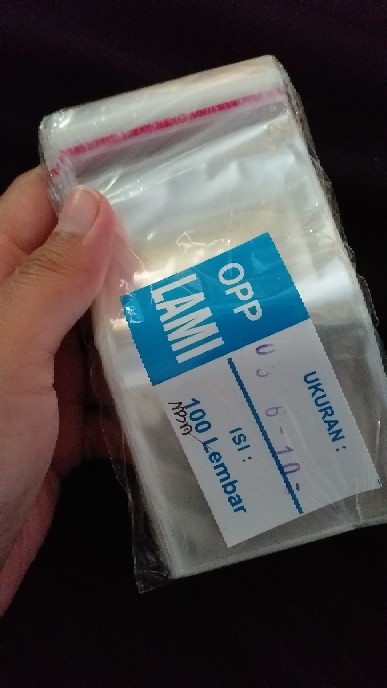 OPP
LAMI
UKURAN :
6 - 10 -
ISI :
100 Lembar